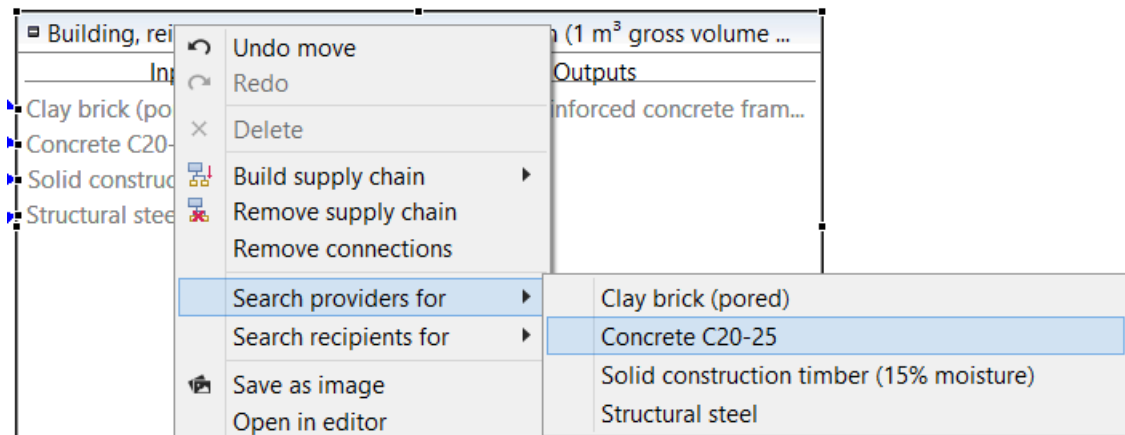 Building, rei
n (1 m³ gross volume ...
Inp
Outputs
Clay brick (po
inforced concrete fram...
Concrete C20-
Solid construc
Structural stee
Undo move
Redo
Delete
Build supply chain
Remove supply chain
Remove connections
Search providers for
Search recipients for
Save as image
Open in editor
Clay brick (pored)
Concrete C20-25
Solid construction timber (15% moisture)
Structural steel